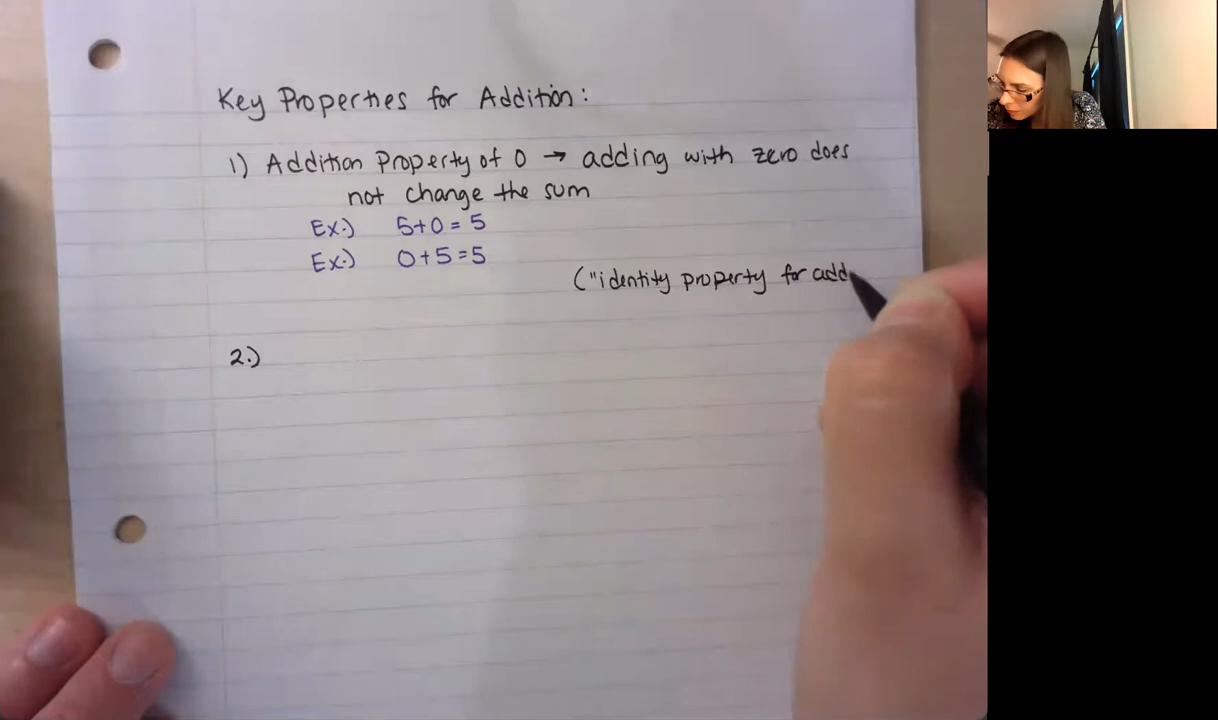 Key Properties for Addition:
1) Addition Property of 0 → adding with zero does
not change the sum
Ex.) 5+0=5
Ex.) 0+5=5
("identity property for add
2.)